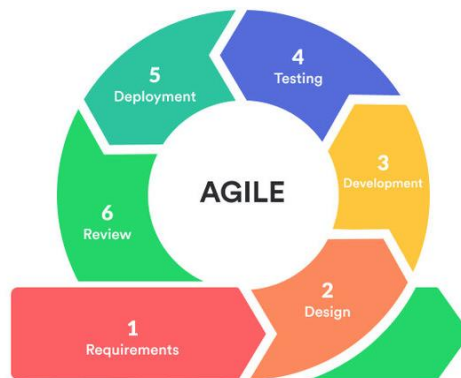 AGILE
1
Requirements
2
Design
3
Development
4
Testing
5
Deployment
6
Review